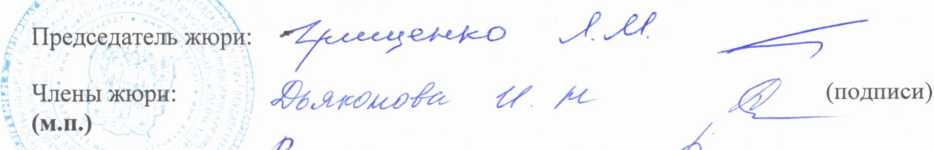 Председатель жюри: Грищенко Л.М.
Члены жюри: Дьяконова И. Н (подписи)
(м.п.)